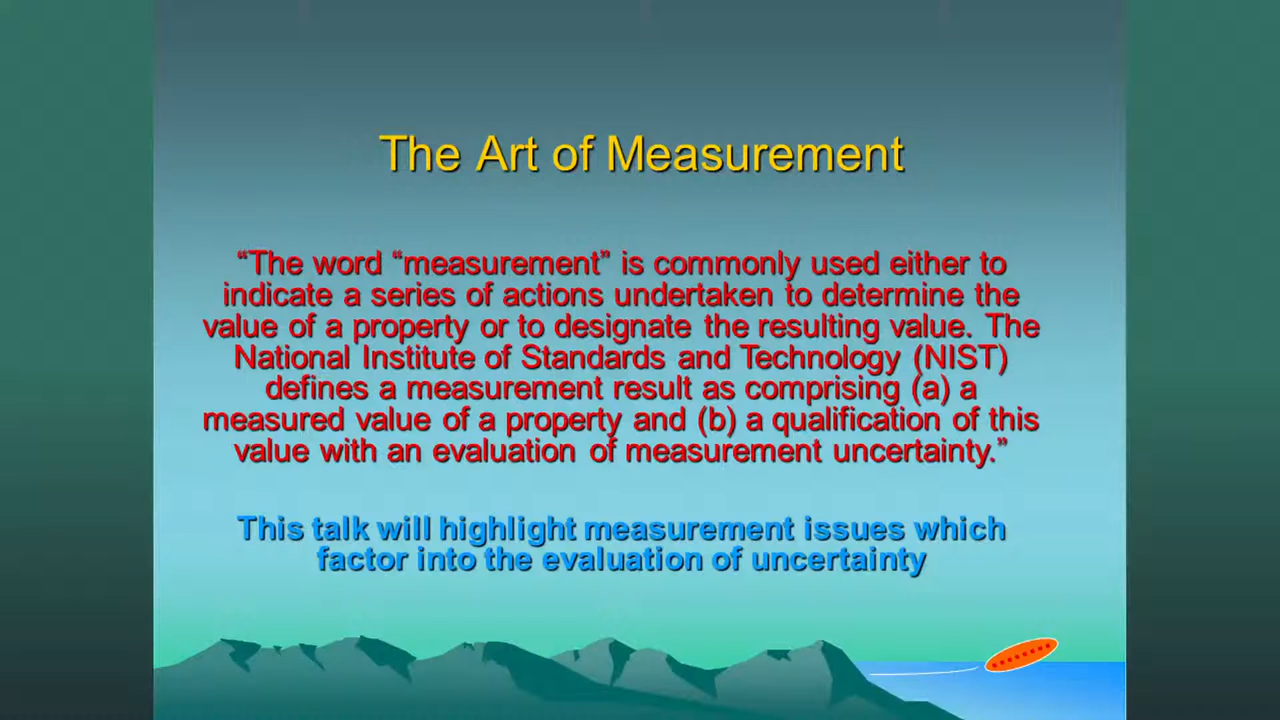 The Art of Measurement
“The word “measurement” is commonly used either to
indicate a series of actions undertaken to determine the
value of a property or to designate the resulting value. The
National Institute of Standards and Technology (NIST)
defines a measurement result as comprising (a) a
measured value of a property and (b) a qualification of this
value with an evaluation of measurement uncertainty.”
This talk will highlight measurement issues which
factor into the evaluation of uncertainty